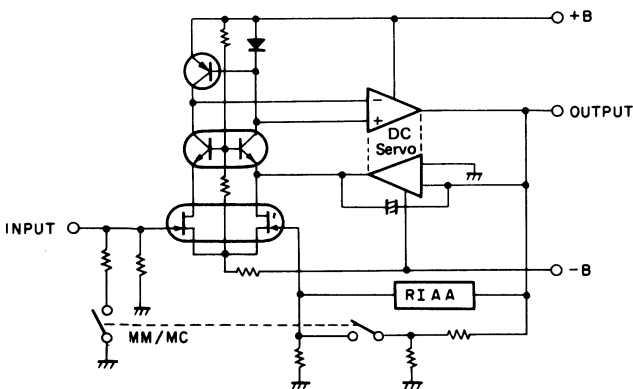 +B
−
OUTPUT
+
DC
Servo
INPUT
−B
RIAA
MM/MC